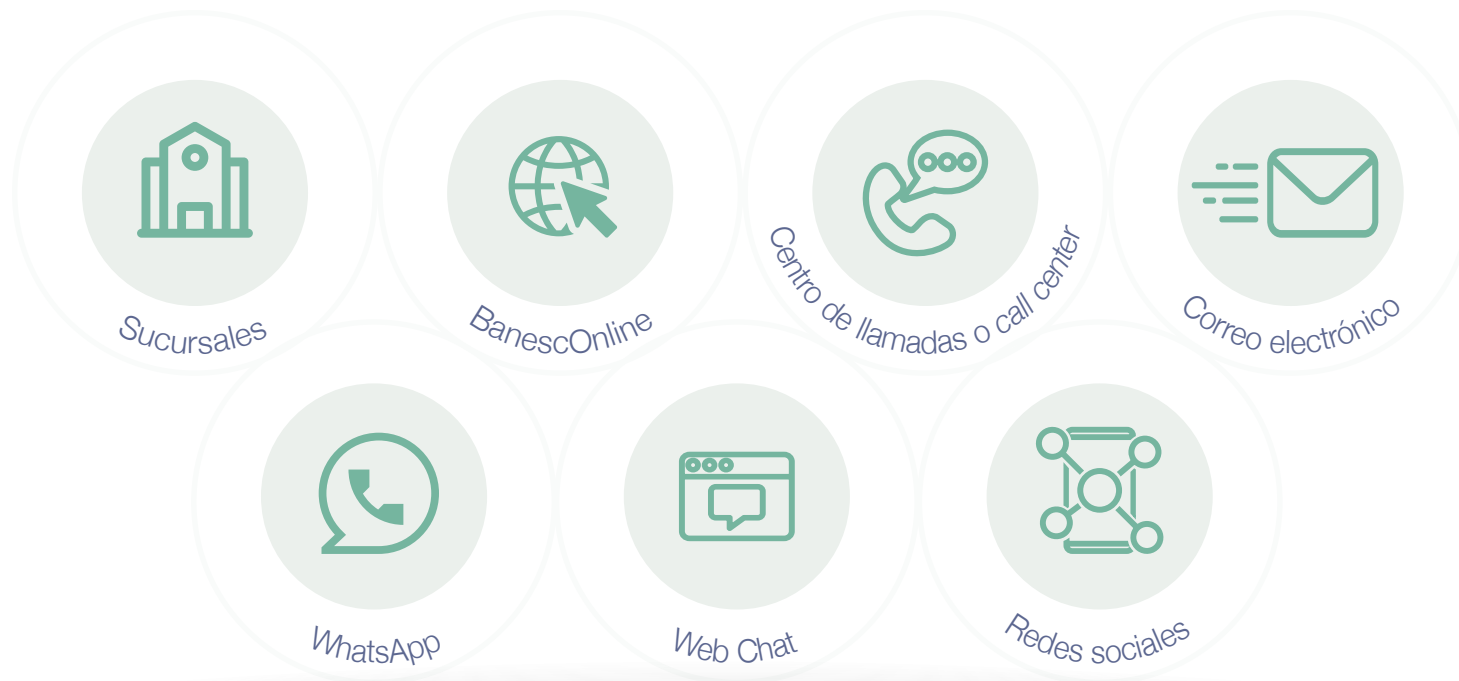 Sucursales
BanescOnline
Centro de llamadas o call center
Correo electrónico
WhatsApp
Web Chat
Redes sociales